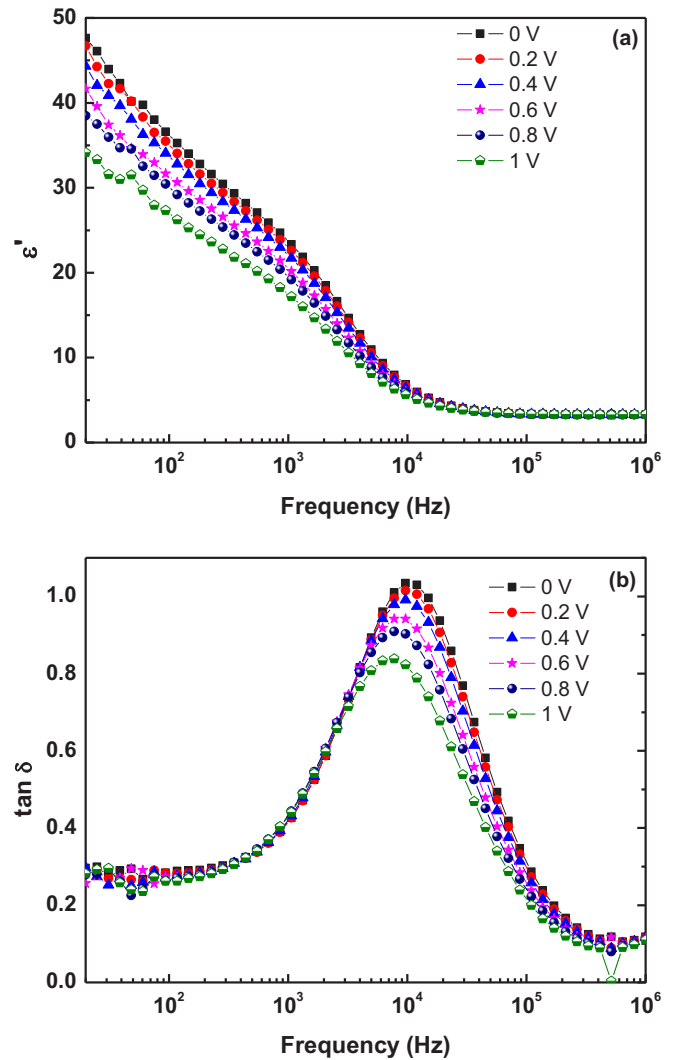 (a)
0 V
0.2 V
0.4 V
0.6 V
0.8 V
1 V
50
40
30
20
10
0
ε'
10² 10³ 10⁴ 10⁵ 10⁶
Frequency (Hz)
(b)
0 V
0.2 V
0.4 V
0.6 V
0.8 V
1 V
1.0
0.8
0.6
0.4
0.2
0.0
tan δ
10² 10³ 10⁴ 10⁵ 10⁶
Frequency (Hz)